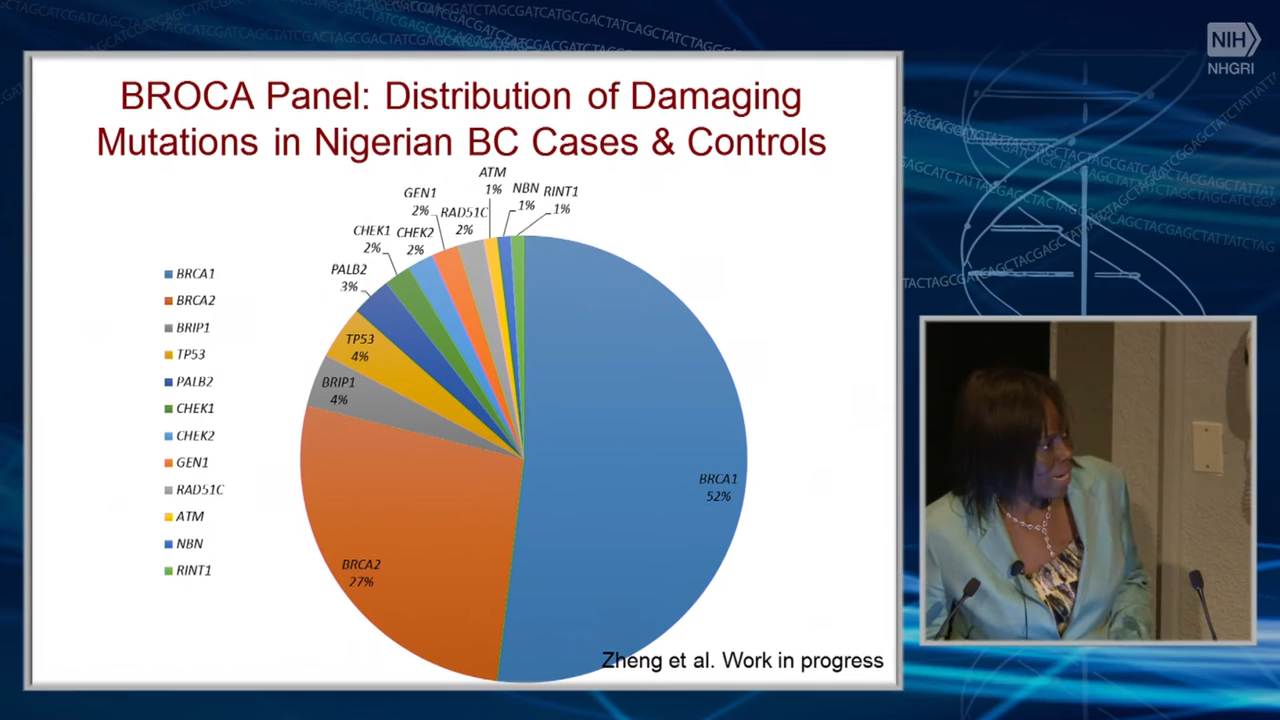 NIH
NHGRI
BROCA Panel: Distribution of Damaging
Mutations in Nigerian BC Cases & Controls
ATM
1%
GEN1
2%
NBN
1%
RINT1
1%
RAD51C
2%
CHEK1
2%
CHEK2
2%
PALB2
3%
TP53
4%
BRIP1
4%
BRCA1
52%
BRCA2
27%
BRCA1
BRCA2
BRIP1
TP53
PALB2
CHEK1
CHEK2
GEN1
RAD51C
ATM
NBN
RINT1
Zheng et al. Work in progress